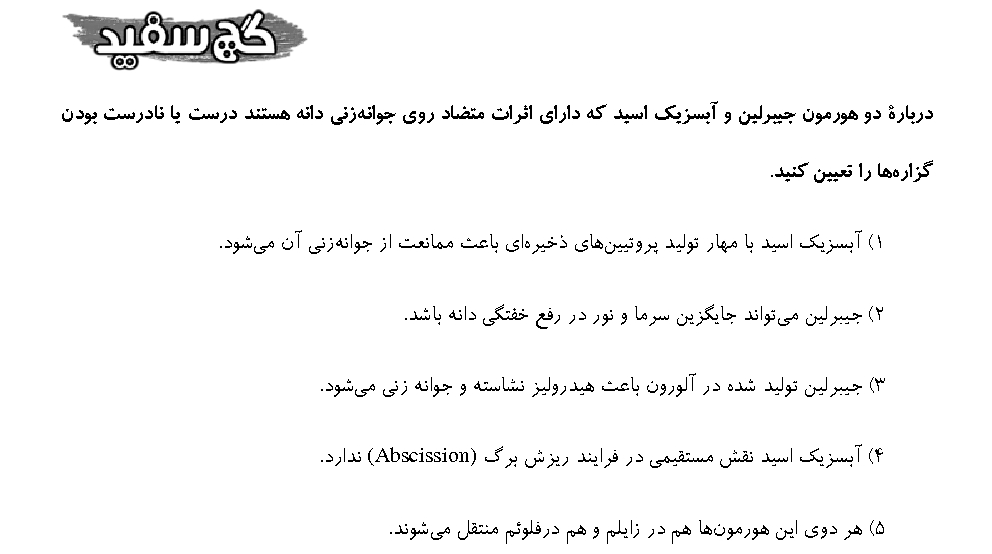 گچ سفید
دربارهٔ دو هورمون جیبرلین و آبسزیک اسید که دارای اثرات متضاد روی جوانه‌زنی دانه هستند درست یا نادرست بودن
گزاره‌ها را تعیین کنید.
۱) آبسزیک اسید با مهار تولید پروتیین‌های ذخیره‌ای باعث ممانعت از جوانه‌زنی آن می‌شود.
۲) جیبرلین می‌تواند جایگزین سرما و نور در رفع خفتگی دانه باشد.
۳) جیبرلین تولید شده در آلورون باعث هیدرولیز نشاسته و جوانه زنی می‌شود.
۴) آبسزیک اسید نقش مستقیمی در فرایند ریزش برگ (Abscission) ندارد.
۵) هر دوی این هورمون‌ها هم در زایلم و هم درفلوئم منتقل می‌شوند.